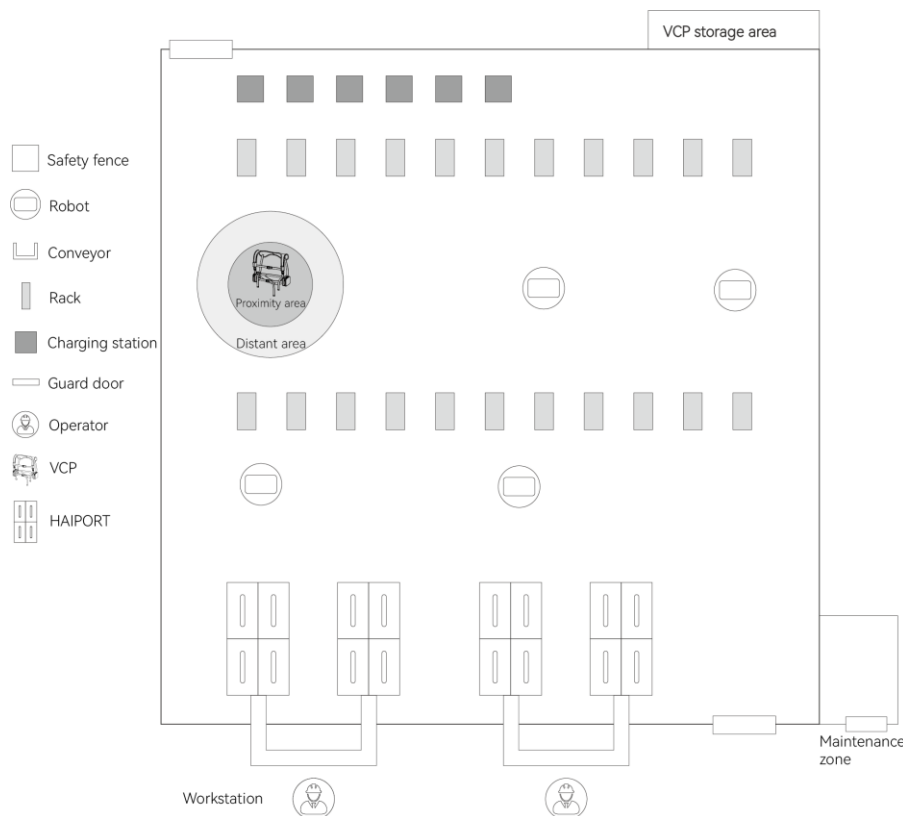 VCP storage area
Safety fence
Robot
Conveyor
Rack
Charging station
Guard door
Operator
VCP
HAIPORT
Proximity area
Distant area
Maintenance
zone
Workstation